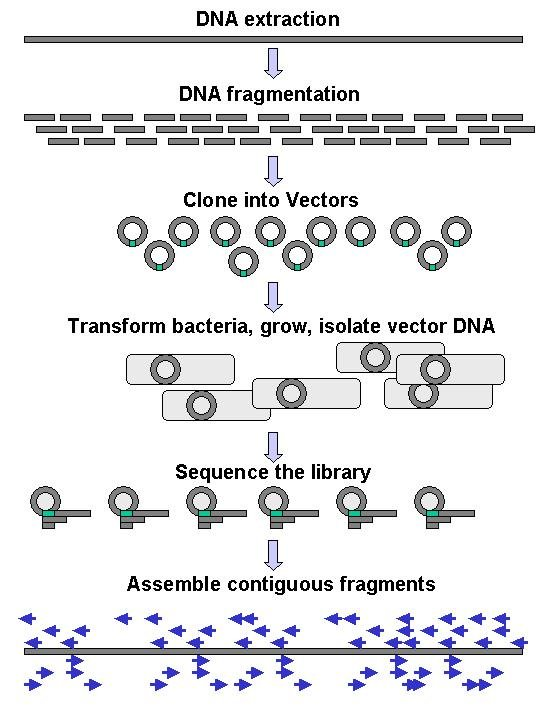 DNA extraction
DNA fragmentation
Clone into Vectors
Transform bacteria, grow, isolate vector DNA
Sequence the library
Assemble contiguous fragments